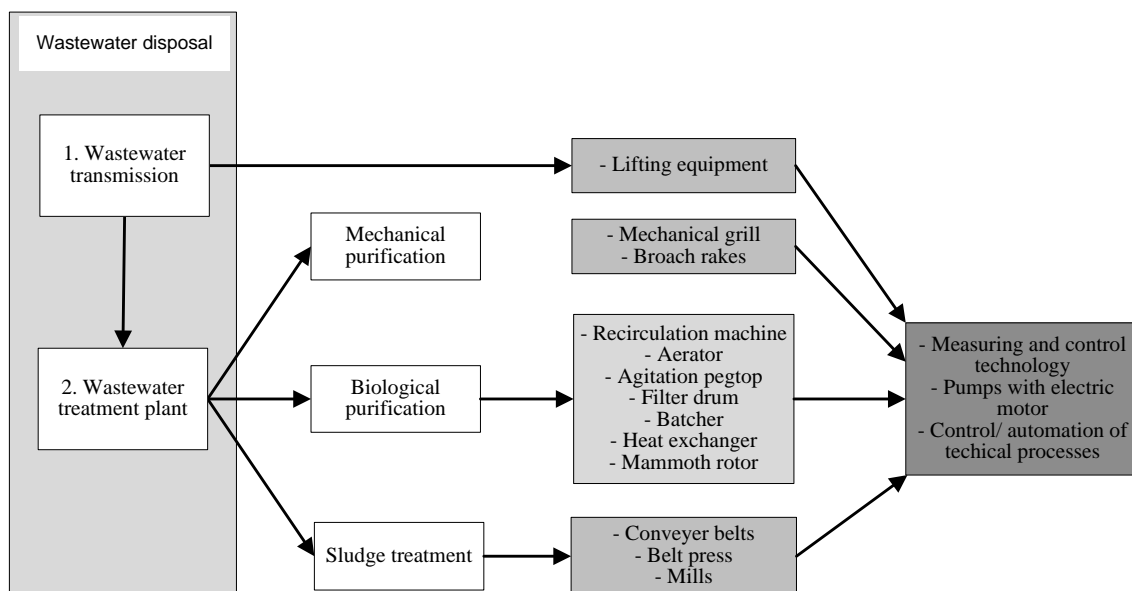 Wastewater disposal
1. Wastewater
transmission
- Lifting equipment
Mechanical
purification
- Mechanical grill
- Broach rakes
2. Wastewater
treatment plant
Biological
purification
- Recirculation machine
- Aerator
- Agitation pegtop
- Filter drum
- Batcher
- Heat exchanger
- Mammoth rotor
- Measuring and control
technology
- Pumps with electric
motor
- Control/ automation of
techical processes
Sludge treatment
- Conveyer belts
- Belt press
- Mills